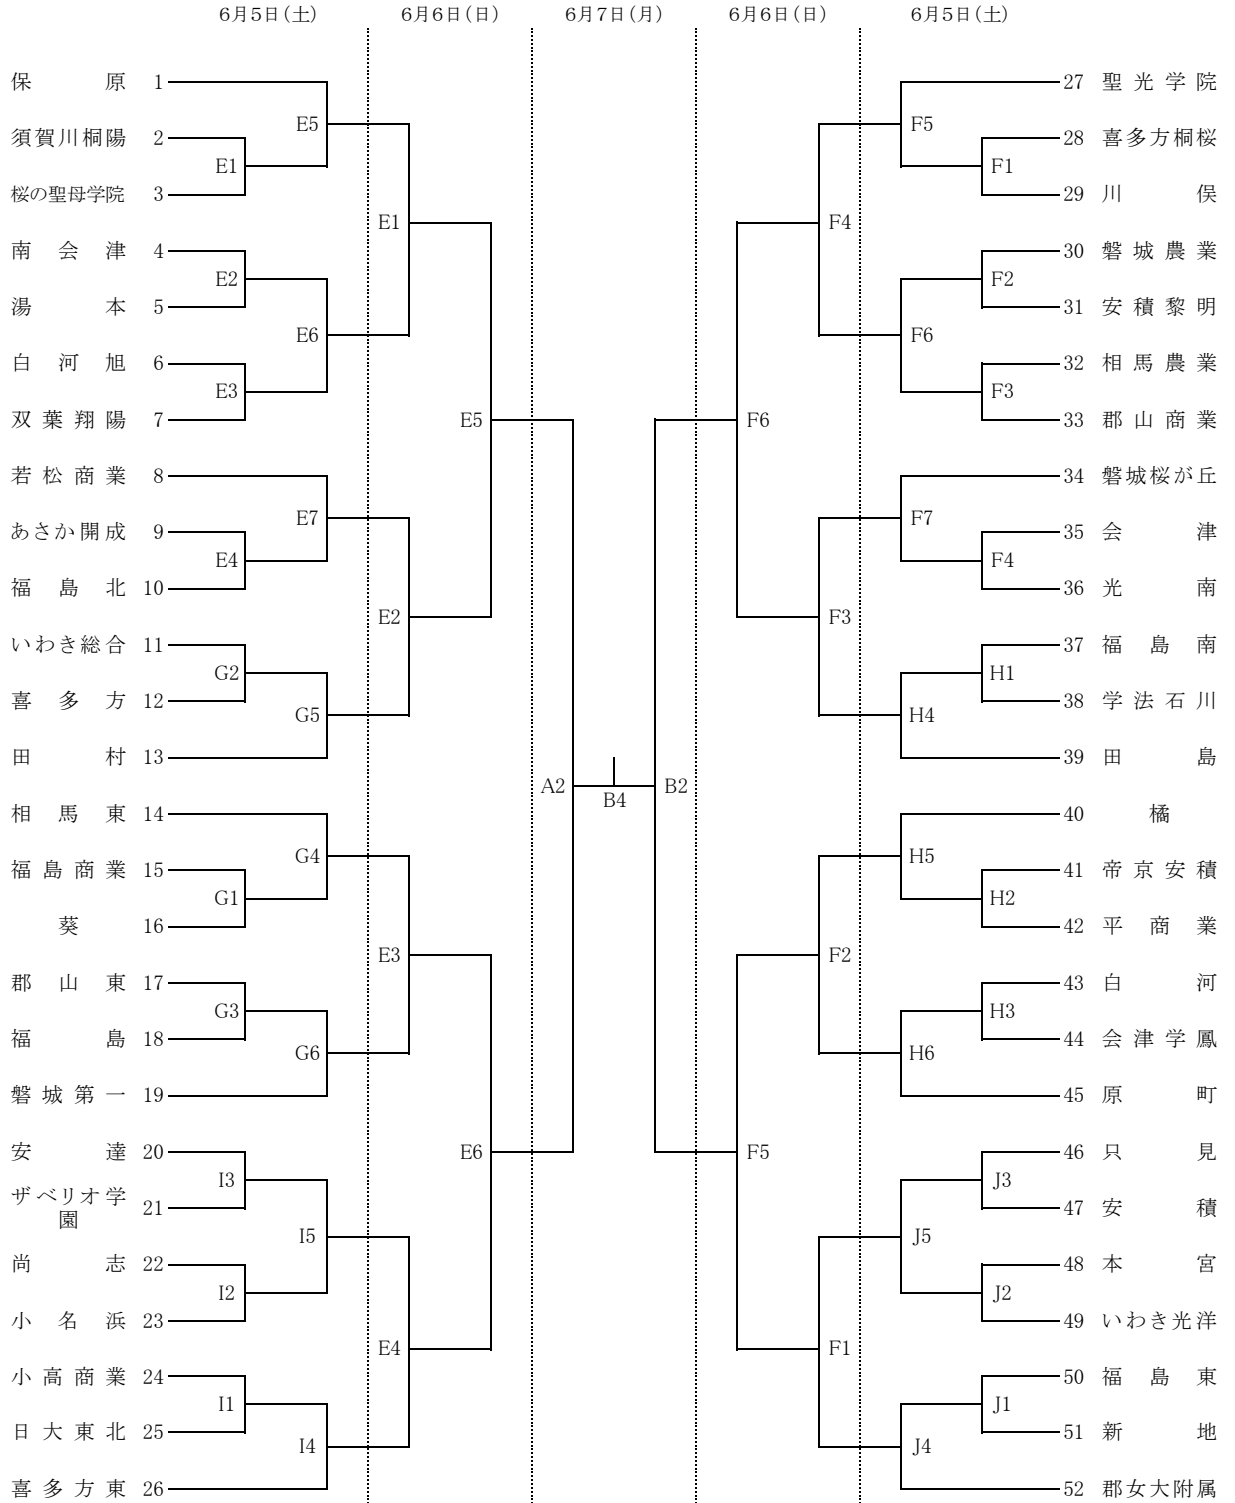 6月5日(土) 6月6日(日) 6月7日(月) 6月6日(日) 6月5日(土)
保原 1 27 聖光学院
E5 F5
須賀川桐陽 2 28 喜多方桐桜
E1 F1
桜の聖母学院 3 29 川俣
E1 F4
南会津 4 30 磐城農業
E2 F2
湯本 5 31 安積黎明
E6 F6
白河旭 6 32 相馬農業
E3 F3
双葉翔陽 7 E5 F6 33 郡山商業
若松商業 8 34 磐城桜が丘
E7 F7
あさか開成 9 35 会津
E4 F4
福島北 10 36 光南
E2 F3
いわき総合 11 37 福島南
G2 H1
喜多方 12 38 学法石川
G5 H4
田村 13 39 田島
A2 B4 B2
相馬東 14 40 橘
G4 H5
福島商業 15 41 帝京安積
G1 H2
葵 16 42 平商業
E3 F2
郡山東 17 43 白河
G3 H3
福島 18 44 会津学鳳
G6 H6
磐城第一 19 45 原町
安達 20 E6 F5 46 只見
I3 J3
ザベリオ学
園 21 47 安積
I5 J5
尚志 22 48 本宮
I2 J2
小名浜 23 49 いわき光洋
E4 F1
小高商業 24 50 福島東
I1 J1
日大東北 25 51 新地
I4 J4
喜多方東 26 52 郡女大附属